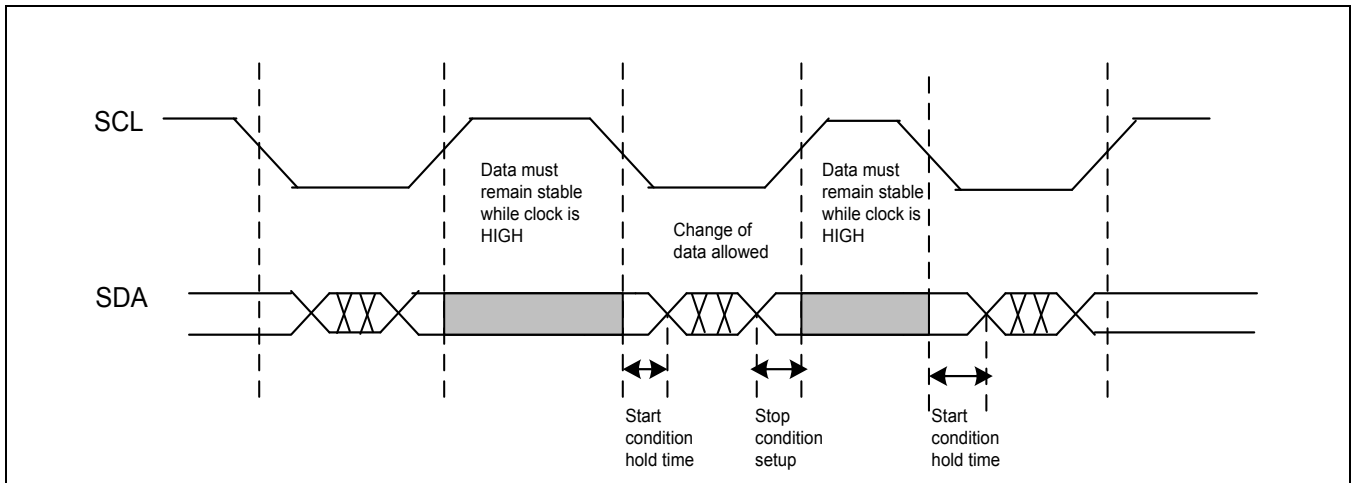 SCL
Data must
remain stable
while clock is
HIGH
Change of
data allowed
Data must
remain stable
while clock is
HIGH
SDA
Start
condition
hold time
Stop
condition
setup
Start
condition
hold time